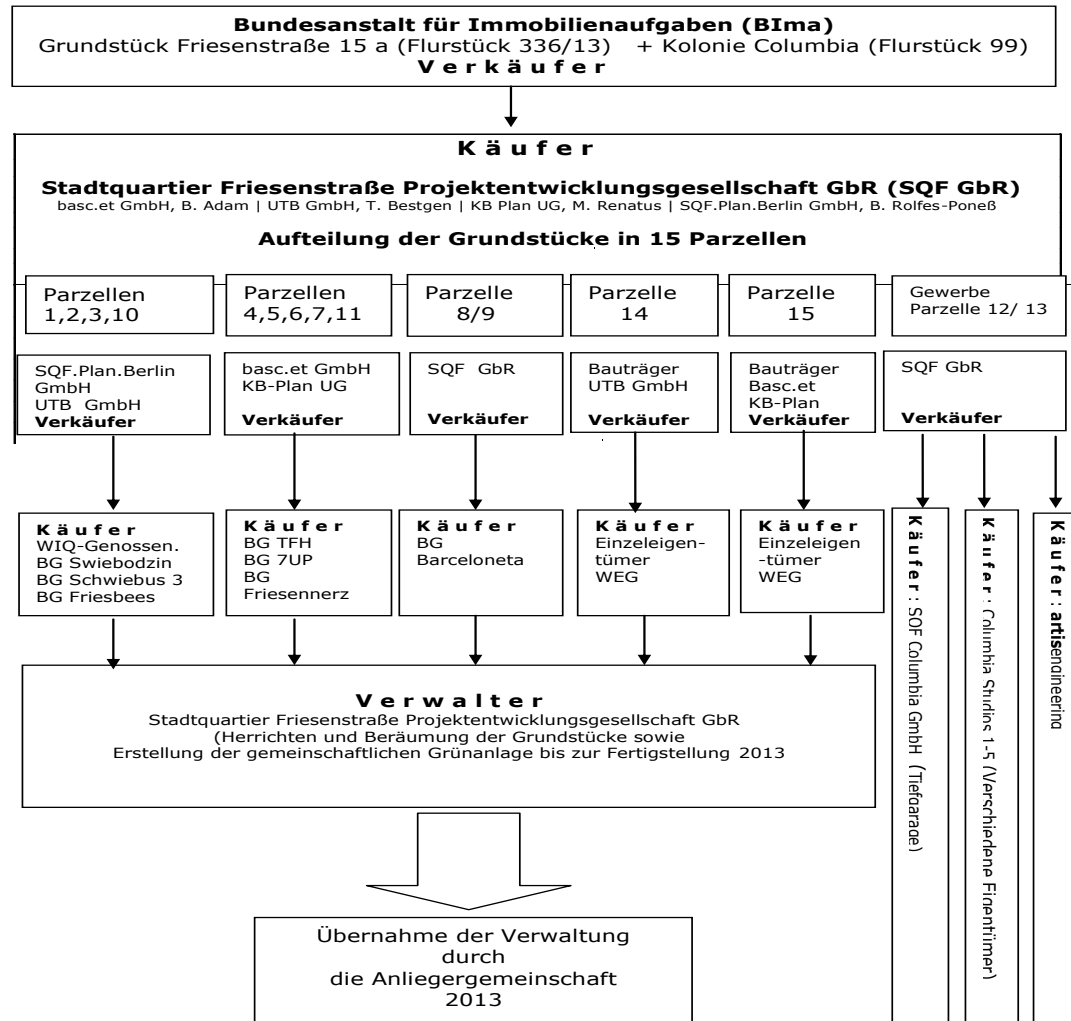 Bundesanstalt für Immobilienaufgaben (BIma)
Grundstück Friesenstraße 15 a (Flurstück 336/13) + Kolonie Columbia (Flurstück 99)
Verkäufer
Käufer
Stadtquartier Friesenstraße Projektentwicklungsgesellschaft GbR (SQF GbR)
basc.et GmbH, B. Adam | UTB GmbH, T. Bestgen | KB Plan UG, M. Renatus | SQF.Plan.Berlin GmbH, B. Rolfes-Poneß
Aufteilung der Grundstücke in 15 Parzellen
Parzellen
1,2,3,10
Parzellen
4,5,6,7,11
Parzelle
8/9
Parzelle
14
Parzelle
15
Gewerbe
Parzelle 12/ 13
SQF.Plan.Berlin
GmbH
UTB GmbH
Verkäufer
basc.et GmbH
KB-Plan UG
Verkäufer
SQF GbR
Verkäufer
Bauträger
UTB GmbH
Verkäufer
Bauträger
Basc.et
KB-Plan
Verkäufer
SQF GbR
Verkäufer
Käufer
WIQ-Genossen.
BG Swiebodzin
BG Schwiebus 3
BG Friesbees
Käufer
BG TFH
BG 7UP
BG
Friesennerz
Käufer
BG
Barceloneta
Käufer
Einzeleigen-
tümer
WEG
Käufer
Einzeleigen
-tümer
WEG
Käufer: SQF Columbia GmbH (Tiefgarage)
Käufer: Columbia Studios 1-5 (Verschiedene Eigentümer)
Käufer: artisengineering
Verwalter
Stadtquartier Friesenstraße Projektentwicklungsgesellschaft GbR
(Herrichten und Beräumung der Grundstücke sowie
Erstellung der gemeinschaftlichen Grünanlage bis zur Fertigstellung 2013
Übernahme der Verwaltung
durch
die Anliegergemeinschaft
2013